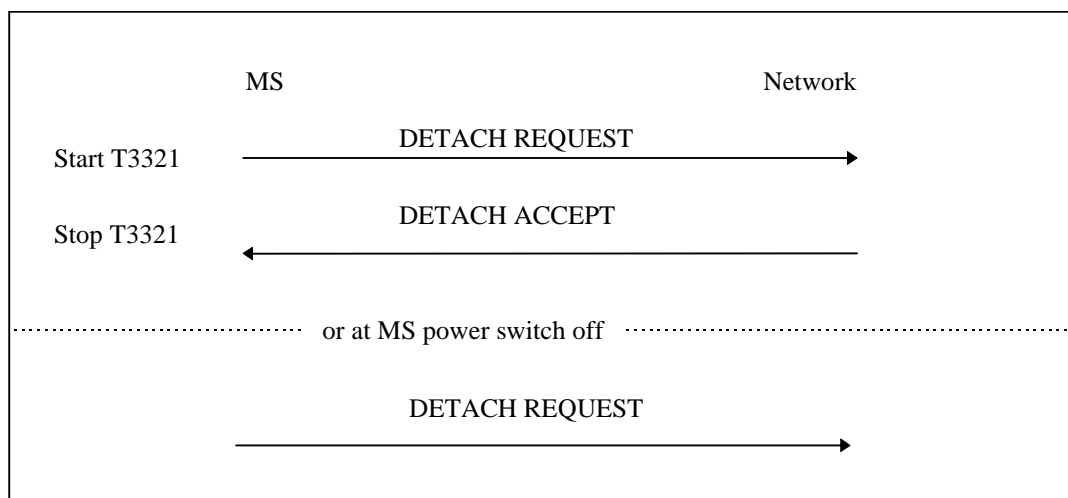 MS Network
DETACH REQUEST
Start T3321
DETACH ACCEPT
Stop T3321
or at MS power switch off
DETACH REQUEST